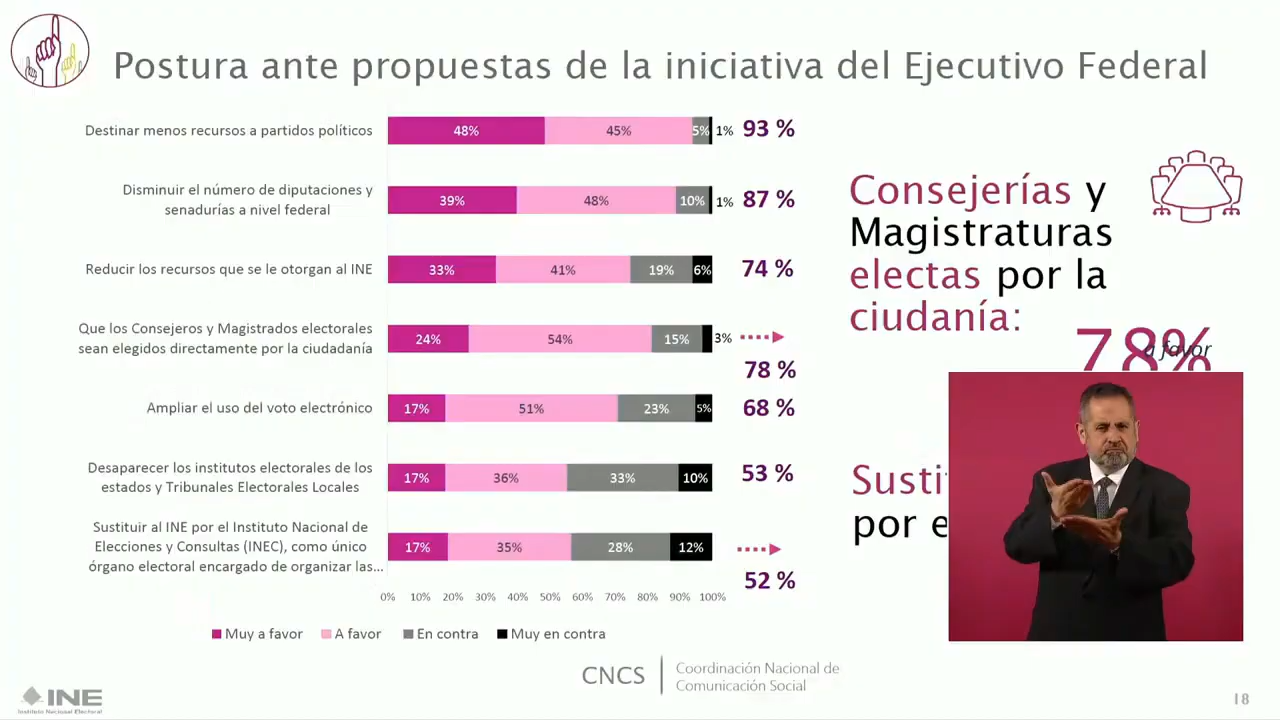 Postura ante propuestas de la iniciativa del Ejecutivo Federal
Destinar menos recursos a partidos políticos
48% 45% 5% 1% 93 %
Disminuir el número de diputaciones y
senadurías a nivel federal
39% 48% 10% 1% 87 %
Reducir los recursos que se le otorgan al INE
33% 41% 19% 6% 74 %
Que los Consejeros y Magistrados electorales
sean elegidos directamente por la ciudadanía
24% 54% 15% 3%
78 %
Ampliar el uso del voto electrónico
17% 51% 23% 5% 68 %
Desaparecer los institutos electorales de los
estados y Tribunales Electorales Locales
17% 36% 33% 10% 53 %
Sustituir al INE por el Instituto Nacional de
Elecciones y Consultas (INEC), como único
órgano electoral encargado de organizar las...
17% 35% 28% 12%
52 %
0% 10% 20% 30% 40% 50% 60% 70% 80% 90% 100%
Muy a favor A favor En contra Muy en contra
Consejerías y
Magistraturas
electas por la
ciudanía:
78%
a favor
Susti
por e
CNCS
Coordinación Nacional de
Comunicación Social
INE
Instituto Nacional Electoral
18